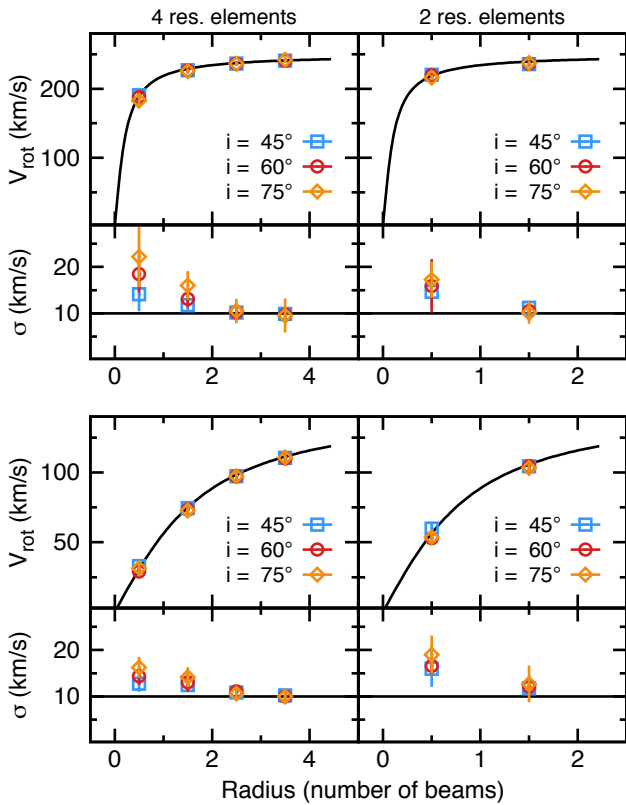 4 res. elements 2 res. elements
V_rot (km/s)
200
100
i = 45°
i = 60°
i = 75°
i = 45°
i = 60°
i = 75°
σ (km/s)
20
10
0 2 4 0 1 2
V_rot (km/s)
100
50
i = 45°
i = 60°
i = 75°
i = 45°
i = 60°
i = 75°
σ (km/s)
20
10
0 2 4 0 1 2
Radius (number of beams)